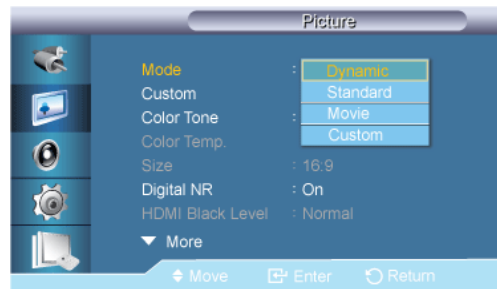 Picture
Mode : Dynamic
Custom Standard
Color Tone : Movie
Color Temp. Custom
Size : 16:9
Digital NR : On
HDMI Black Level : Normal
▼ More
Move Enter Return